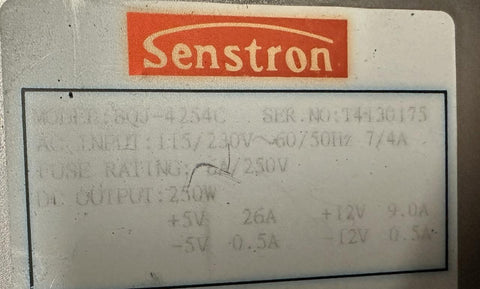 Senstron
MODEL:SQJ-4254C SER.NO:T4430175
AC INPUT:115/230V~60/50Hz 7/4A
FUSE RATING: 6A/250V
DC OUTPUT:250W
+5V 26A +12V 9.0A
-5V 0.5A -12V 0.5A